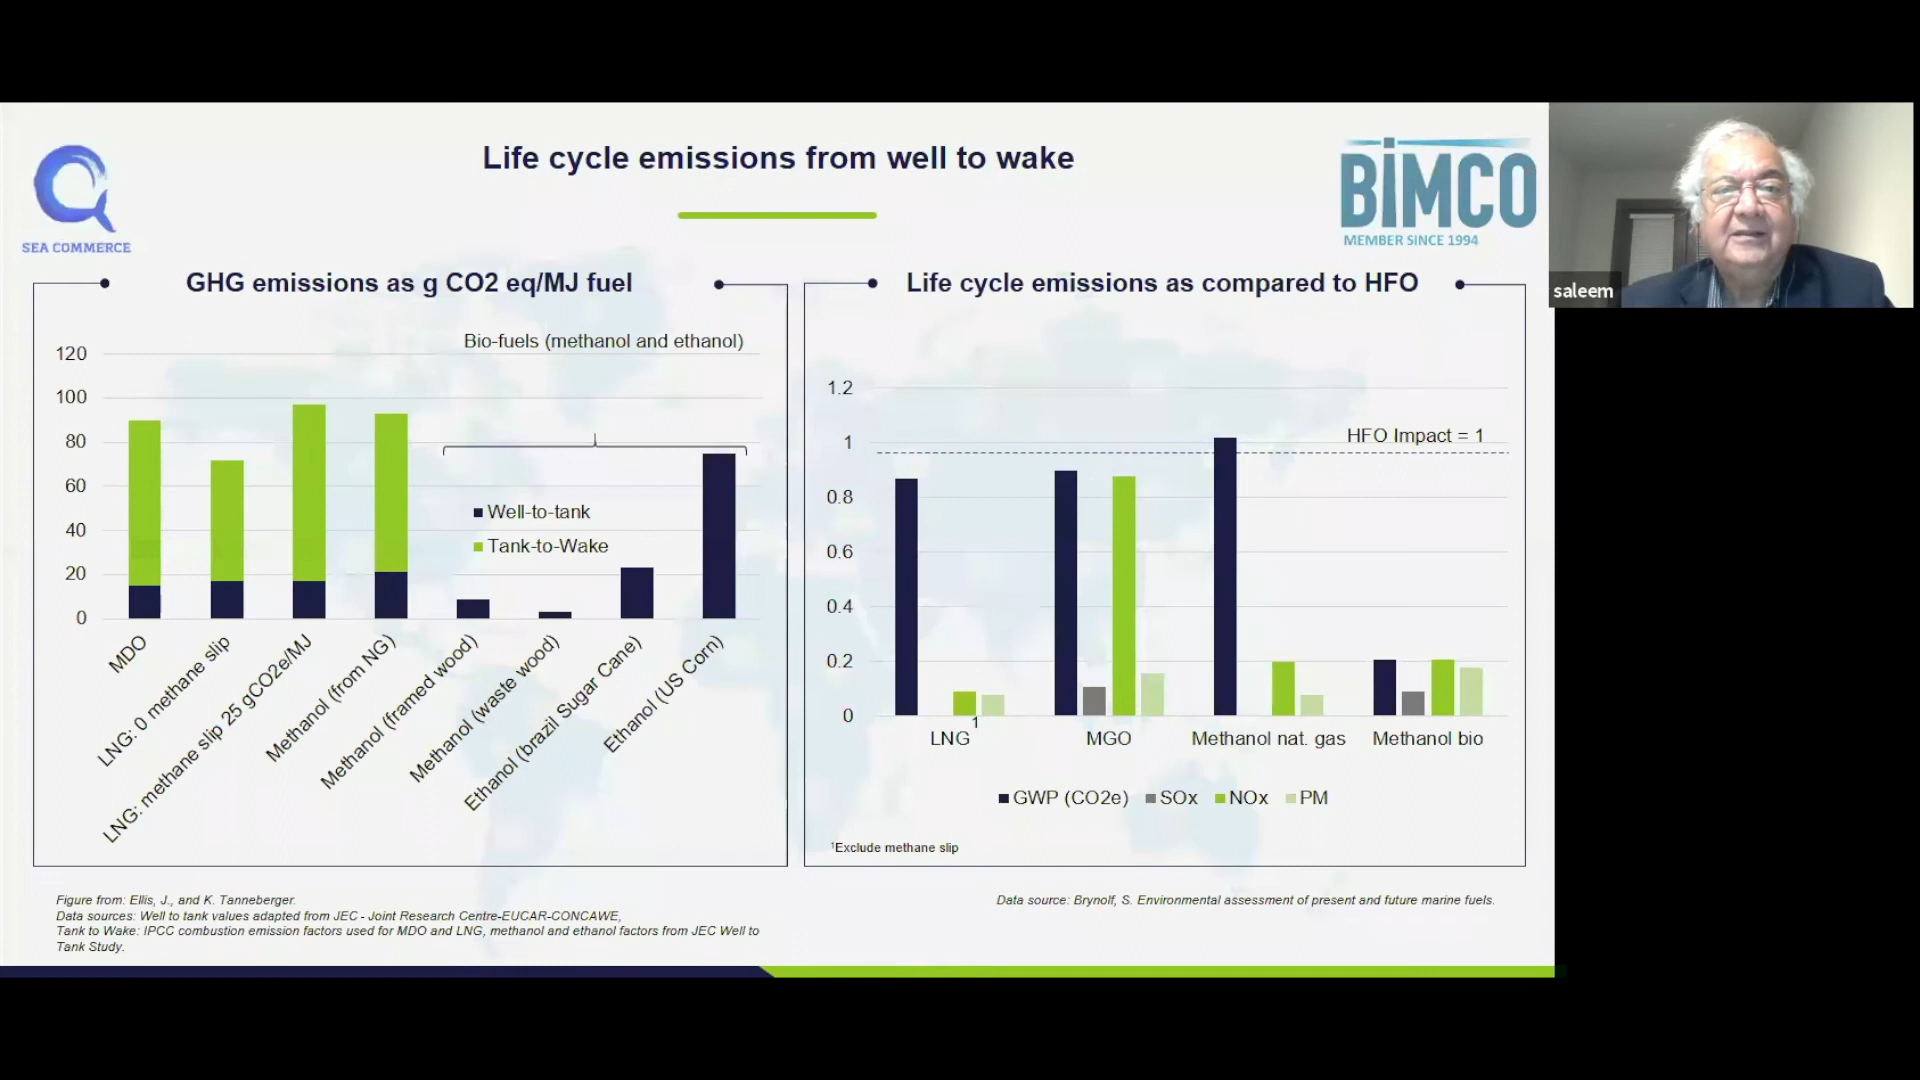 Life cycle emissions from well to wake
SEA COMMERCE
BIMCO
MEMBER SINCE 1994
saleem
GHG emissions as g CO2 eq/MJ fuel
Bio-fuels (methanol and ethanol)
120
100
80
60
40
20
0
Well-to-tank
Tank-to-Wake
MDO
LNG: 0 methane slip
LNG: methane slip 25 gCO2e/MJ
Methanol (from NG)
Methanol (framed wood)
Methanol (waste wood)
Ethanol (brazil Sugar Cane)
Ethanol (US Corn)
Life cycle emissions as compared to HFO
1.2
1
0.8
0.6
0.4
0.2
0
HFO Impact = 1
LNG 1
MGO
Methanol nat. gas
Methanol bio
GWP (CO2e) SOx NOx PM
1Exclude methane slip
Figure from: Ellis, J., and K. Tanneberger.
Data sources: Well to tank values adapted from JEC - Joint Research Centre-EUCAR-CONCAWE,
Tank to Wake: IPCC combustion emission factors used for MDO and LNG, methanol and ethanol factors from JEC Well to
Tank Study.
Data source: Brynolf, S. Environmental assessment of present and future marine fuels.